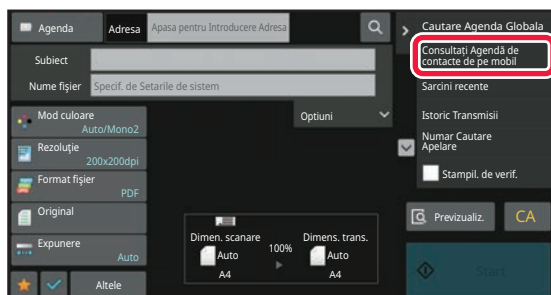 Agenda
Adresa
Apasa pentru Introducere Adresa
Cautare Agenda Globala
Subiect
Consultați Agendă de
contacte de pe mobil
Nume fișier
Specif. de Setarile de sistem
Sarcini recente
Mod culoare
Auto/Mono2
Optiuni
Istoric Transmisii
Rezoluție
200x200dpi
Numar Cautare
Apelare
Format fișier
PDF
Stampil. de verif.
Original
Previzualiz.
CA
Expunere
Auto
Dimen. scanare
100%
Dimens. trans.
Auto
A4
Auto
A4
Altele
Start